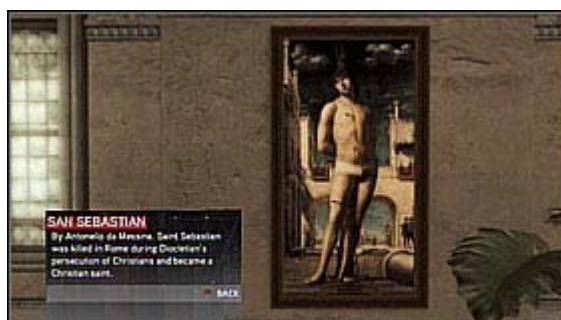 SAN SEBASTIAN
By Antonello da Messina. Saint Sebastian
was killed in Rome during Diocletian's
persecution of Christians and became a
Christian saint.
BACK